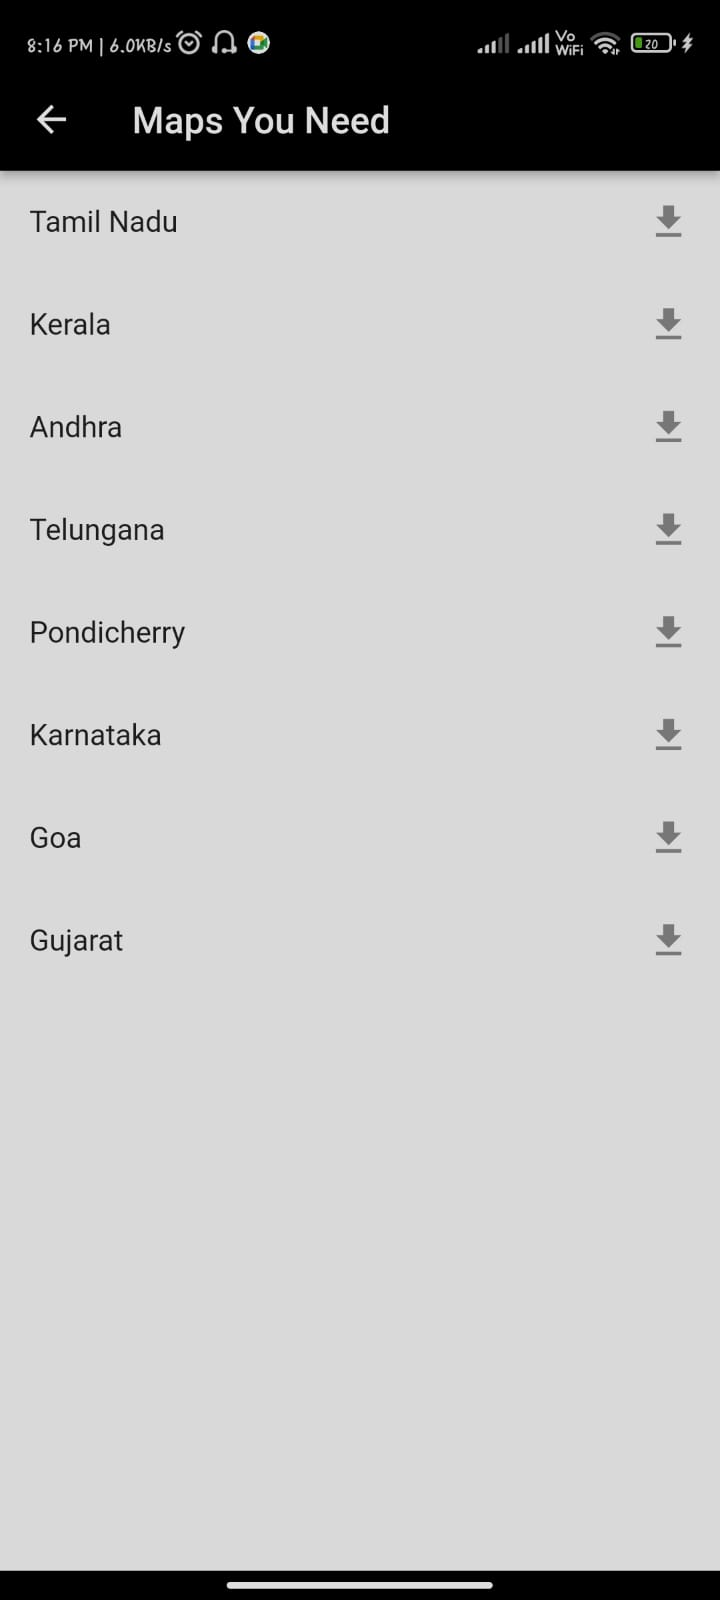 8:16 PM | 6.0KB/s
Vo
WiFi
20
Maps You Need
Tamil Nadu
Kerala
Andhra
Telungana
Pondicherry
Karnataka
Goa
Gujarat